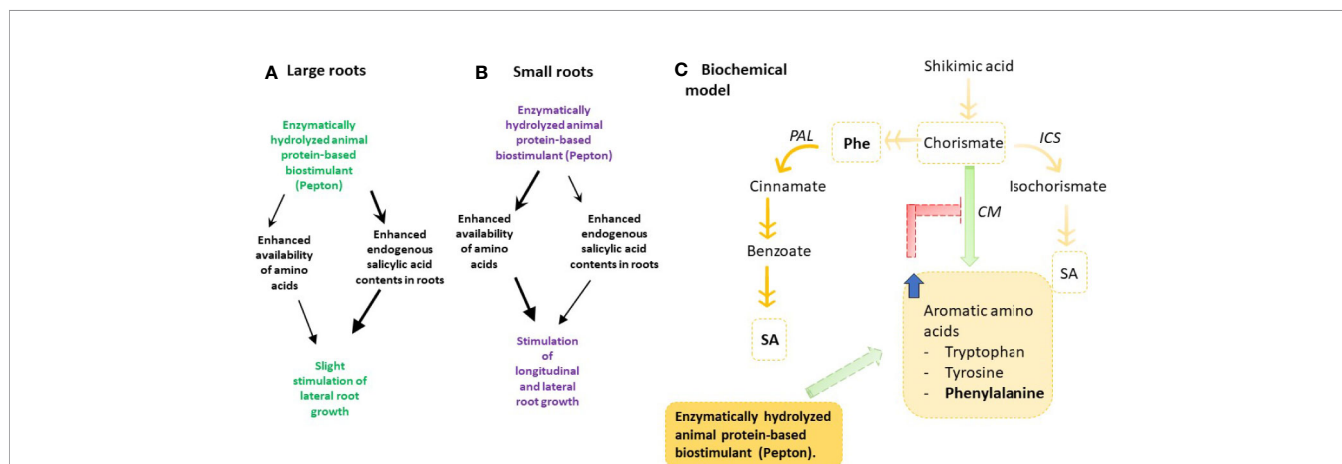 A Large roots
Enzymatically
hydrolyzed animal
protein-based
biostimulant
(Pepton)
Enhanced
availability
of amino
acids
Enhanced
endogenous
salicylic acid
contents in roots
Slight
stimulation of
lateral root
growth
B Small roots
Enzymatically
hydrolyzed animal
protein-based
biostimulant (Pepton)
Enhanced
availability
of amino
acids
Enhanced
endogenous
salicylic acid
contents in roots
Stimulation
of
longitudinal
and lateral
root growth
C Biochemical
model
Shikimic acid
PAL
Phe
Chorismate
ICS
Cinnamate
Isochorismate
CM
Benzoate
SA
SA
Aromatic amino
acids
- Tryptophan
- Tyrosine
- Phenylalanine
Enzymatically hydrolyzed
animal protein-based
biostimulant (Pepton).